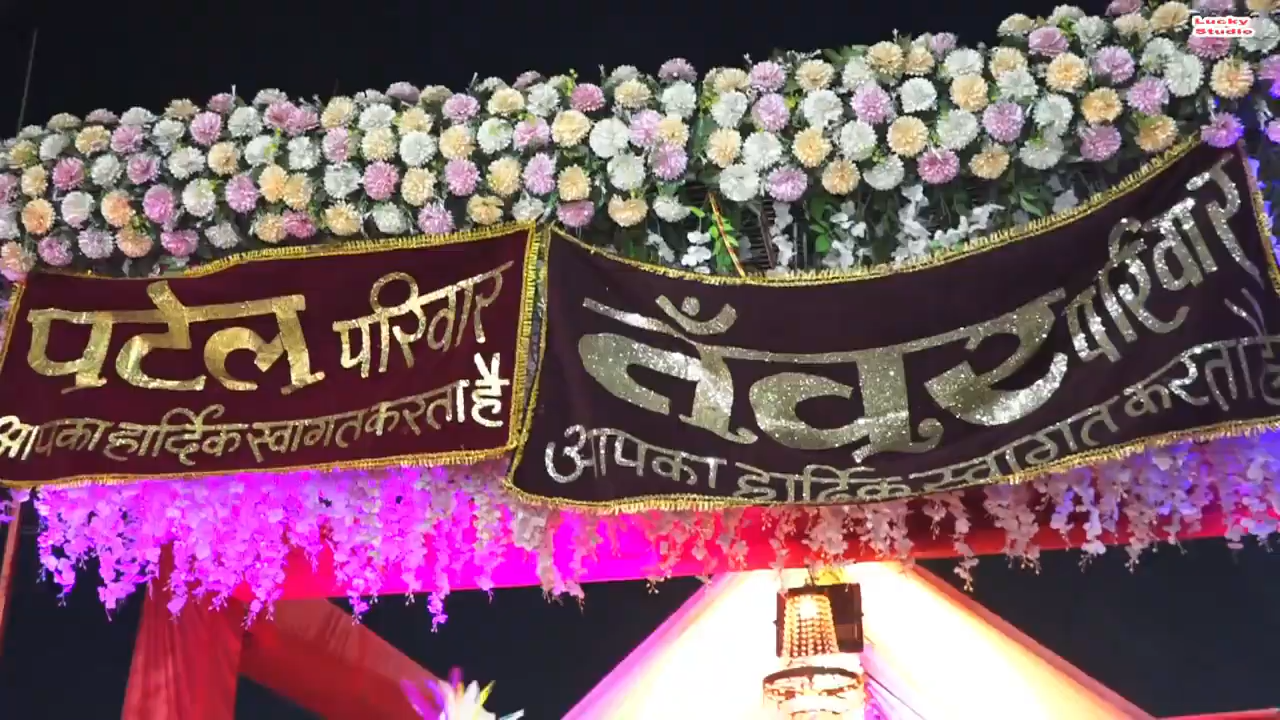 Lucky
Studio
पटेल परिवार
आपका हार्दिक स्वागत करता है
तँवर परिवार
आपका हार्दिक स्वागत करता है